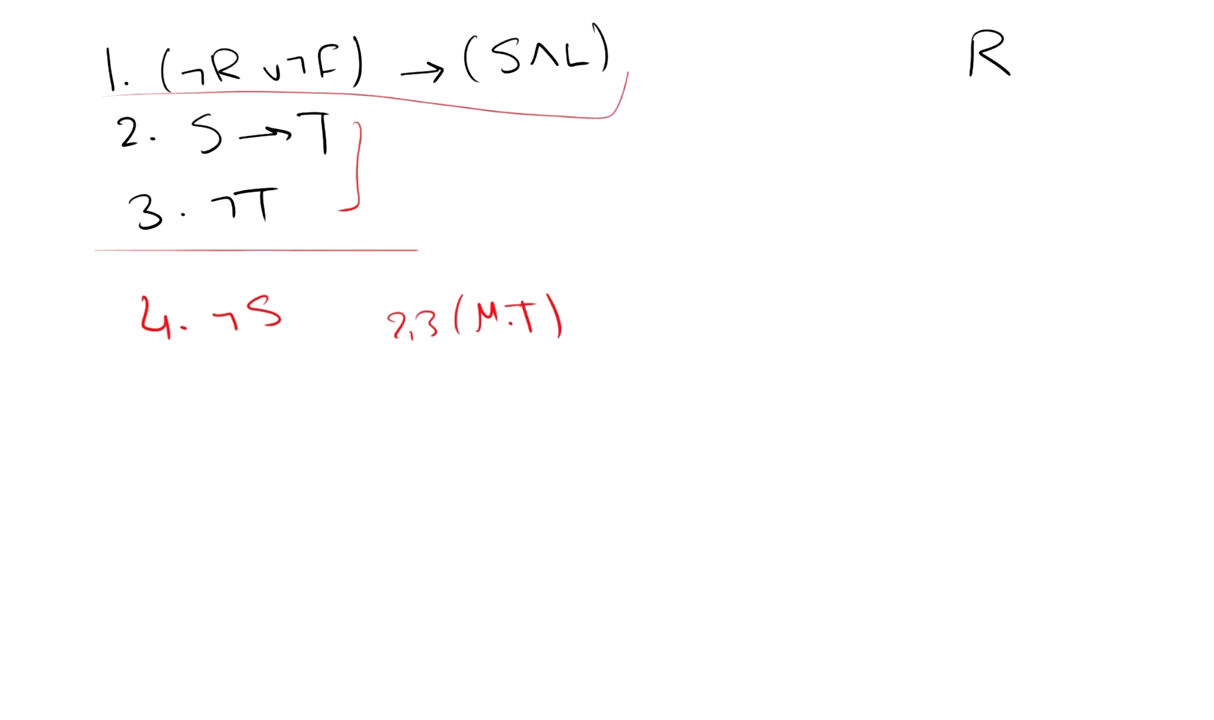 1. (¬R ∨ ¬F) → (S ∧ L)
R
2. S → T
3. ¬T
4. ¬S 2,3 (M.T)